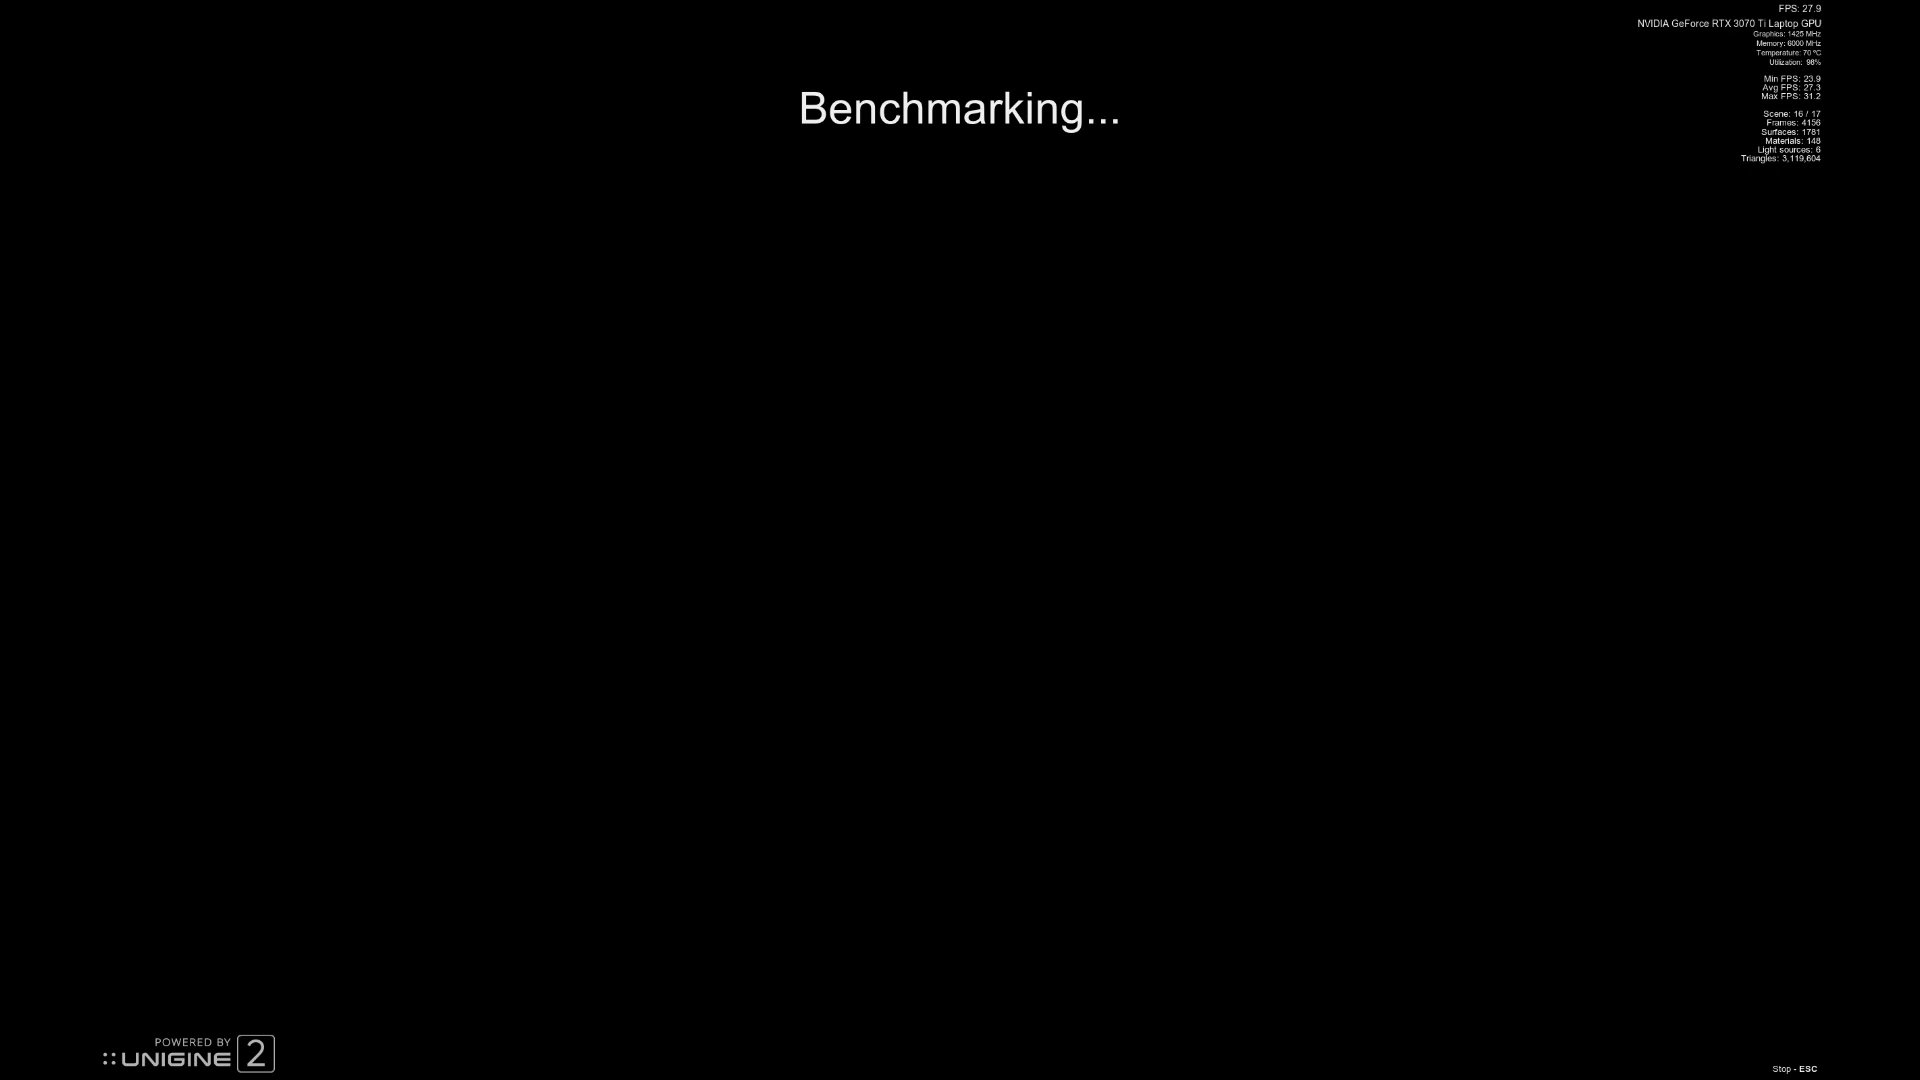 FPS: 27.9
NVIDIA GeForce RTX 3070 Ti Laptop GPU
Graphics: 1425 MHz
Memory: 6000 MHz
Temperature: 70 °C
Utilization: 98%
Min FPS: 23.9
Avg FPS: 27.3
Max FPS: 31.2
Benchmarking...
Scene: 16 / 17
Frames: 4156
Surfaces: 1781
Materials: 148
Light sources: 6
Triangles: 3,119,604
POWERED BY
UNIGINE 2
Stop - ESC